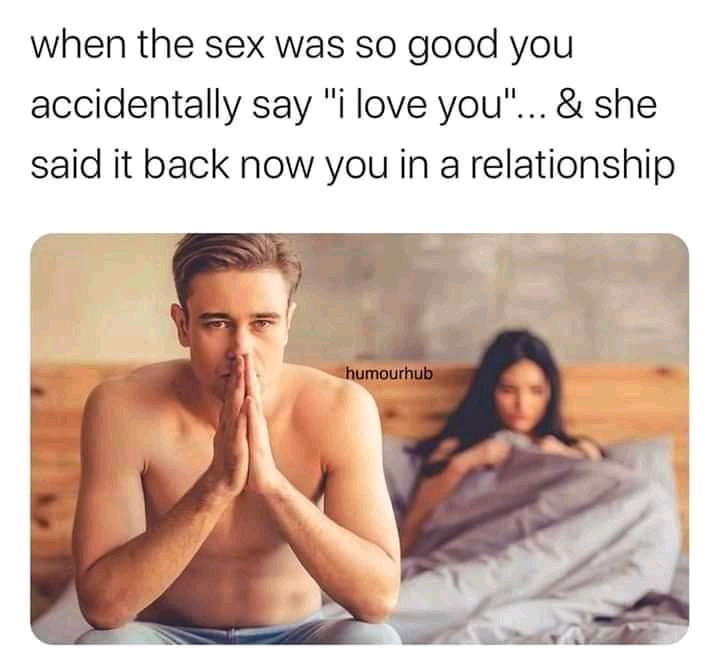 when the sex was so good you
accidentally say "i love you"... & she
said it back now you in a relationship
humourhub